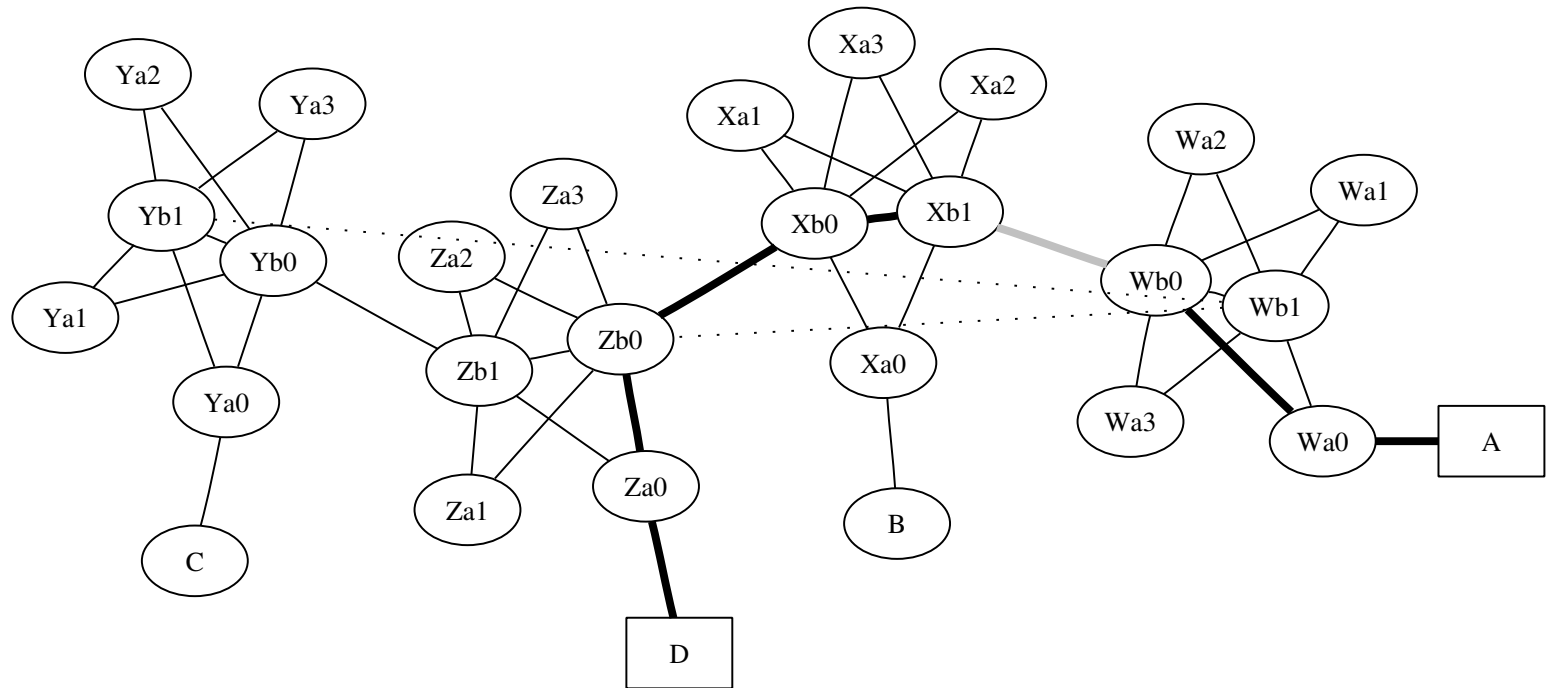 Xa3
Ya2
Xa2
Ya3
Xa1
Wa2
Wa1
Za3
Yb1
Xb1
Xb0
Za2
Yb0
Wb0
Wb1
Ya1
Zb0
Xa0
Zb1
Ya0
Wa3
Wa0
A
Za0
Za1
B
C
D